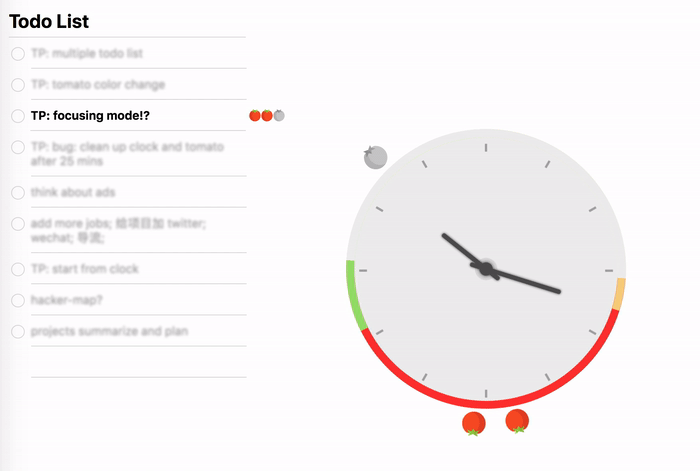 Todo List
TP: multiple todo list
TP: tomato color change
TP: focusing mode!?
TP: bug: clean up clock and tomato
after 25 mins
think about ads
add more jobs; 给项目加 twitter;
wechat; 导流;
TP: start from clock
hacker-map?
projects summarize and plan